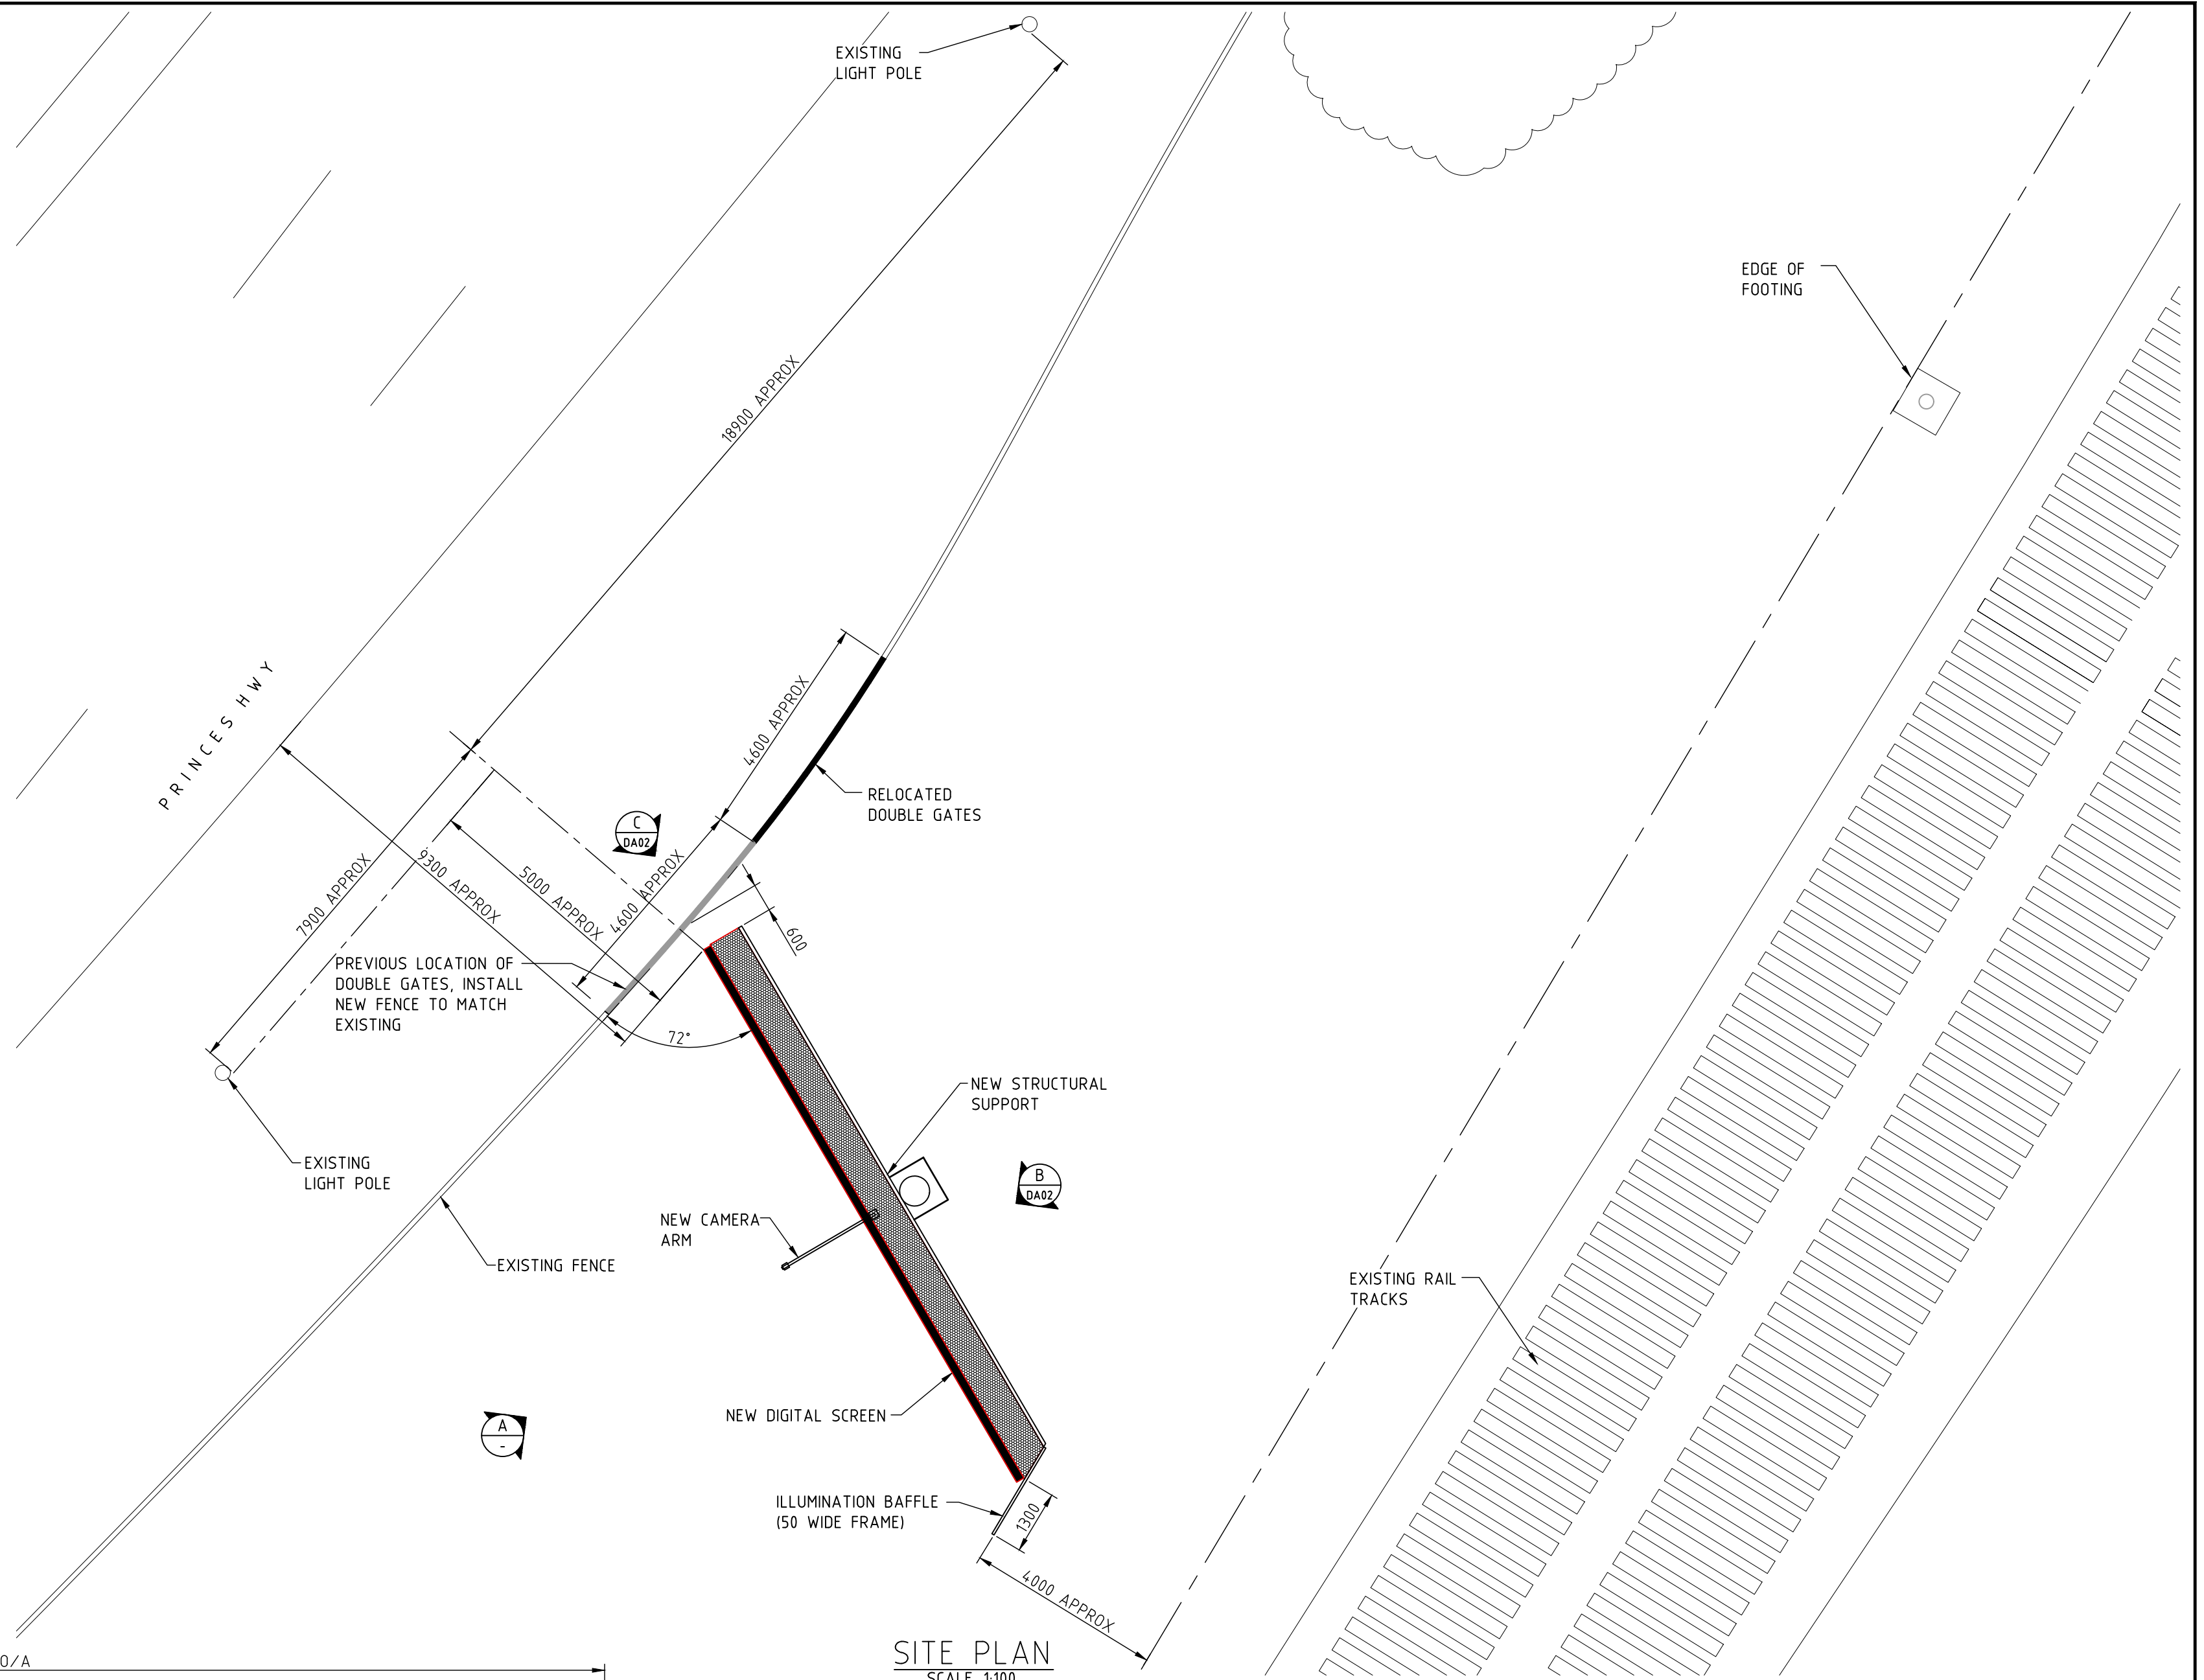 EXISTING
LIGHT POLE
EDGE OF
FOOTING
18900 APPROX
PRINCES HWY
4600 APPROX
RELOCATED
DOUBLE GATES
C
DA02
7900 APPROX
9300 APPROX
5000 APPROX
4600 APPROX
600
PREVIOUS LOCATION OF
DOUBLE GATES, INSTALL
NEW FENCE TO MATCH
EXISTING
72°
NEW STRUCTURAL
SUPPORT
EXISTING
LIGHT POLE
B
DA02
NEW CAMERA
ARM
EXISTING FENCE
EXISTING RAIL
TRACKS
NEW DIGITAL SCREEN
A
-
ILLUMINATION BAFFLE
(50 WIDE FRAME)
1300
4000 APPROX
SITE PLAN
SCALE 1:100
O/A